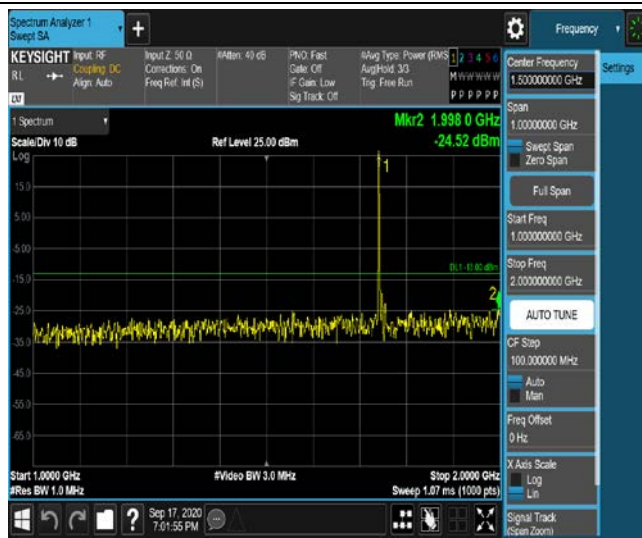 Spectrum Analyzer 1
Swept SA
+
Frequency
KEYSIGHT
RL
Input: RF
Coupling: DC
Align: Auto
Input Z: 50 Ω
Corrections: On
Freq Ref: Int (S)
#Atten: 40 dB
PNO: Fast
Gate: Off
IF Gain: Low
Sig Track: Off
#Avg Type: Power (RMS
Avg|Hold: 3/3
Trig: Free Run
1 2 3 4 5 6
M W W W W W
P P P P P P
Settings
Center Frequency
1.500000000 GHz
Span
1.00000000 GHz
Swept Span
Zero Span
Full Span
Start Freq
1.000000000 GHz
Stop Freq
2.000000000 GHz
AUTO TUNE
CF Step
100.000000 MHz
Auto
Man
Freq Offset
0 Hz
X Axis Scale
Log
Lin
Signal Track
(Span Zoom)
1 Spectrum
Mkr2 1.998 0 GHz
Scale/Div 10 dB
Ref Level 25.00 dBm
-24.52 dBm
Log
1
15.0
5.00
-5.00
DL1 -13.00 dBm
-15.0
2
-25.0
-35.0
-45.0
-55.0
-65.0
Start 1.0000 GHz
#Video BW 3.0 MHz
Stop 2.0000 GHz
#Res BW 1.0 MHz
Sweep 1.07 ms (1000 pts)
?
Sep 17, 2020
7:01:55 PM